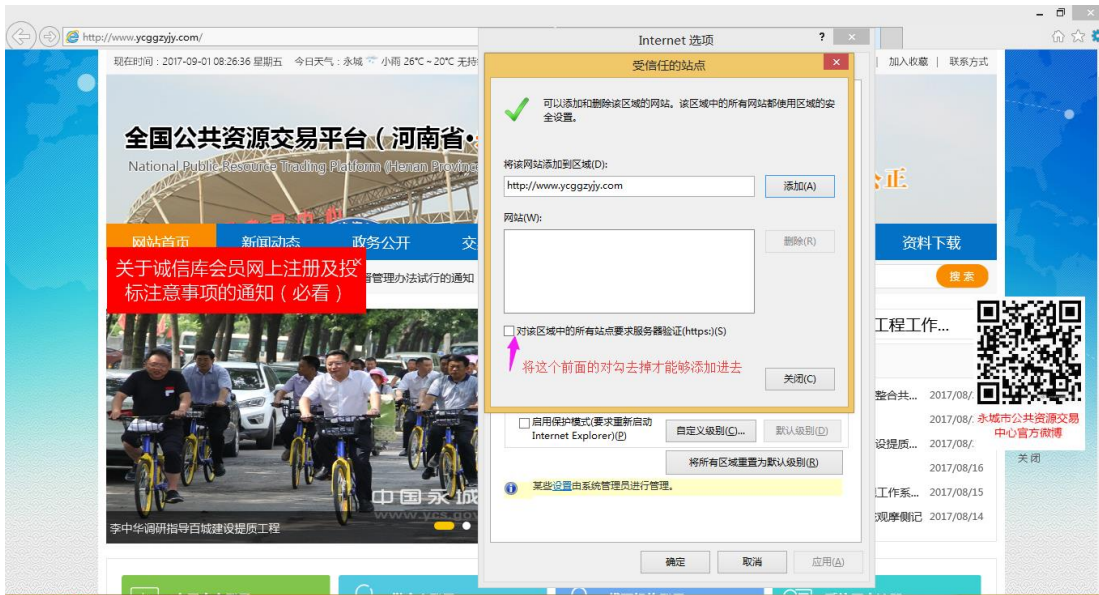 http://www.ycggzyjy.com/
现在时间：2017-09-01 08:26:36 星期五 今日天气：永城 小雨 26℃～20℃ 无持
加入收藏 | 联系方式
全国公共资源交易平台（河南省•
National Public Resource Trading Platform (Henan Province
公正
网站首页 新闻动态 政务公开 交
资料下载
关于诚信库会员网上注册及投
标注意事项的通知（必看）
管理办法试行的通知
搜索
Internet 选项
受信任的站点
可以添加和删除该区域的网站。该区域中的所有网站都使用区域的安
全设置。
将该网站添加到区域(D):
http://www.ycggzyjy.com
添加(A)
网站(W):
删除(R)
对该区域中的所有站点要求服务器验证(https:)(S)
将这个前面的对勾去掉才能够添加进去
关闭(C)
启用保护模式(要求重新启动
Internet Explorer)(P)
自定义级别(C)...
默认级别(D)
将所有区域重置为默认级别(R)
某些设置由系统管理员进行管理。
确定
取消
应用(A)
工程工作...
整合共... 2017/08/
2017/08/
设提质... 2017/08/
2017/08/16
工作系... 2017/08/15
观摩侧记 2017/08/14
永城市公共资源交易
中心官方微博
关闭
中国永城
www.ycs.gov
李中华调研指导百城建设提质工程